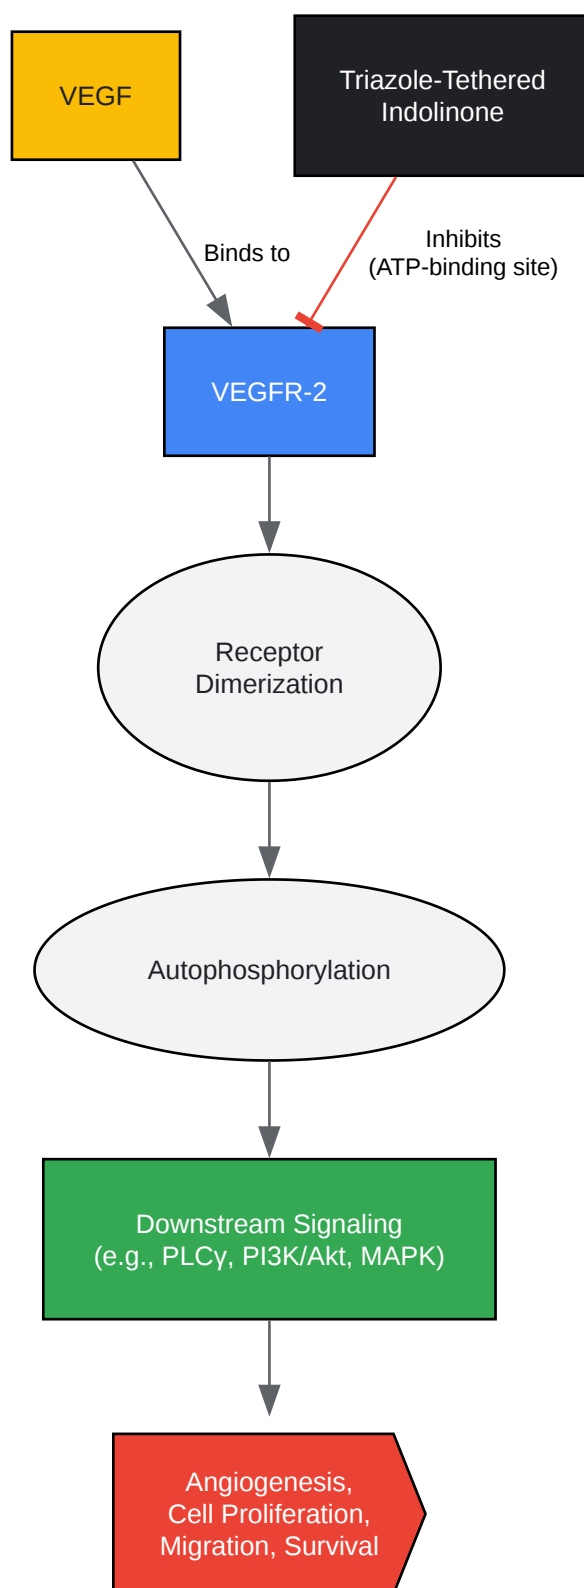 VEGF
Triazole-Tethered
Indolinone
Binds to
Inhibits
(ATP-binding site)
VEGFR-2
Receptor
Dimerization
Autophosphorylation
Downstream Signaling
(e.g., PLCγ, PI3K/Akt, MAPK)
Angiogenesis,
Cell Proliferation,
Migration, Survival